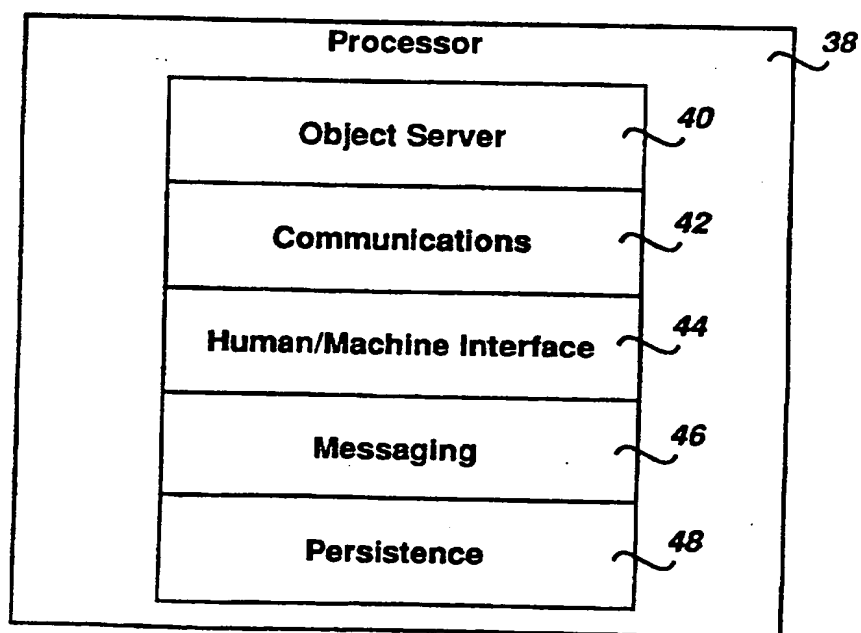 Processor 38
Object Server 40
Communications 42
Human/Machine Interface 44
Messaging 46
Persistence 48